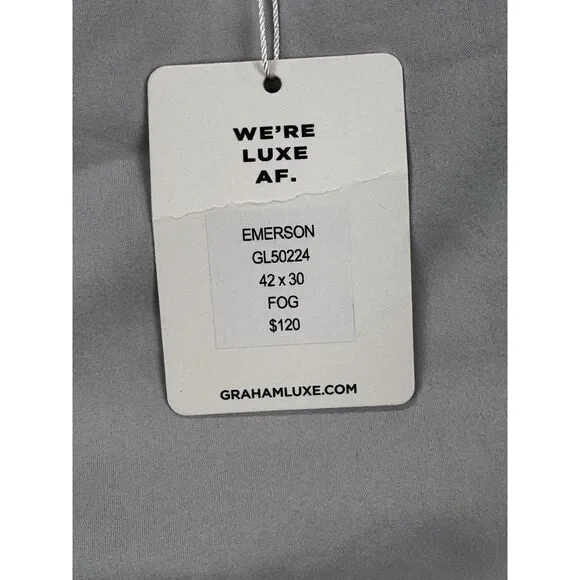 WE'RE
LUXE
AF.
EMERSON
GL50224
42 x 30
FOG
$120
GRAHAMLUXE.COM